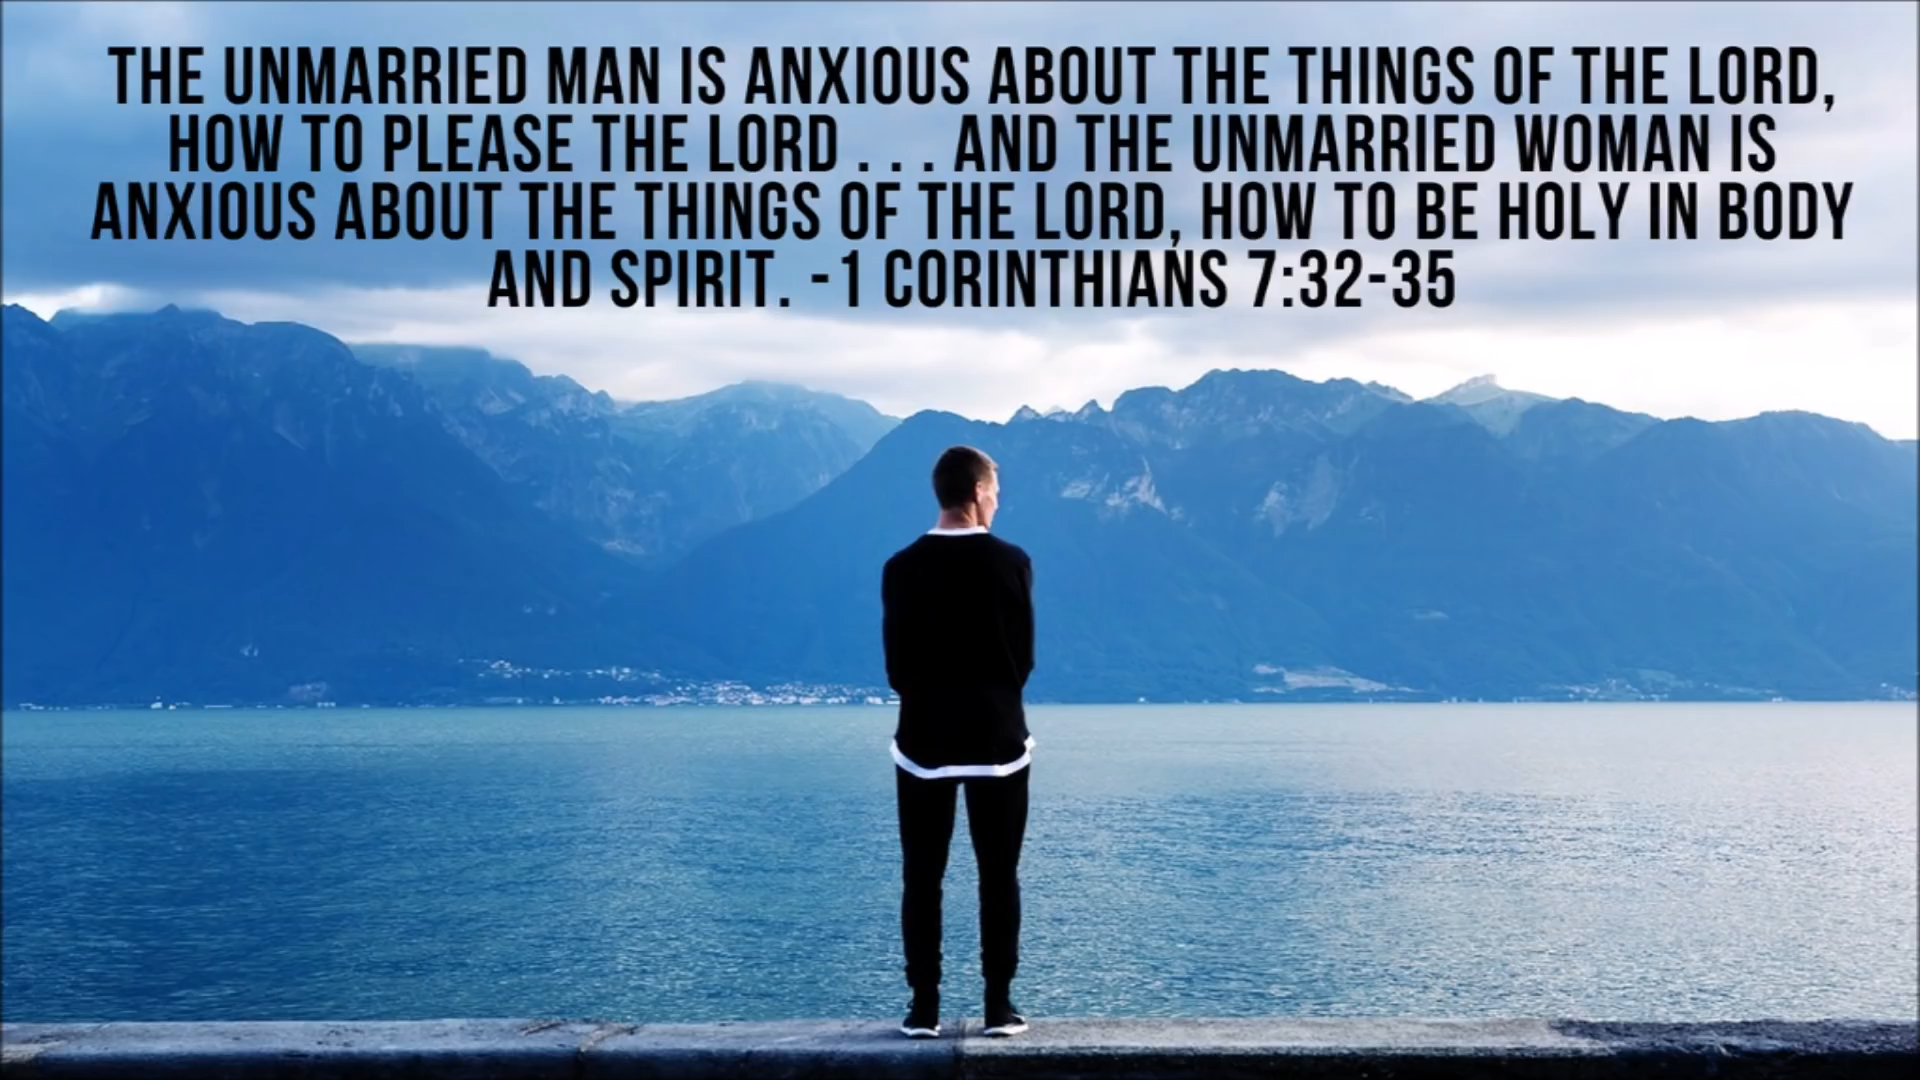 THE UNMARRIED MAN IS ANXIOUS ABOUT THE THINGS OF THE LORD,
HOW TO PLEASE THE LORD . . . AND THE UNMARRIED WOMAN IS
ANXIOUS ABOUT THE THINGS OF THE LORD, HOW TO BE HOLY IN BODY
AND SPIRIT. -1 CORINTHIANS 7:32-35